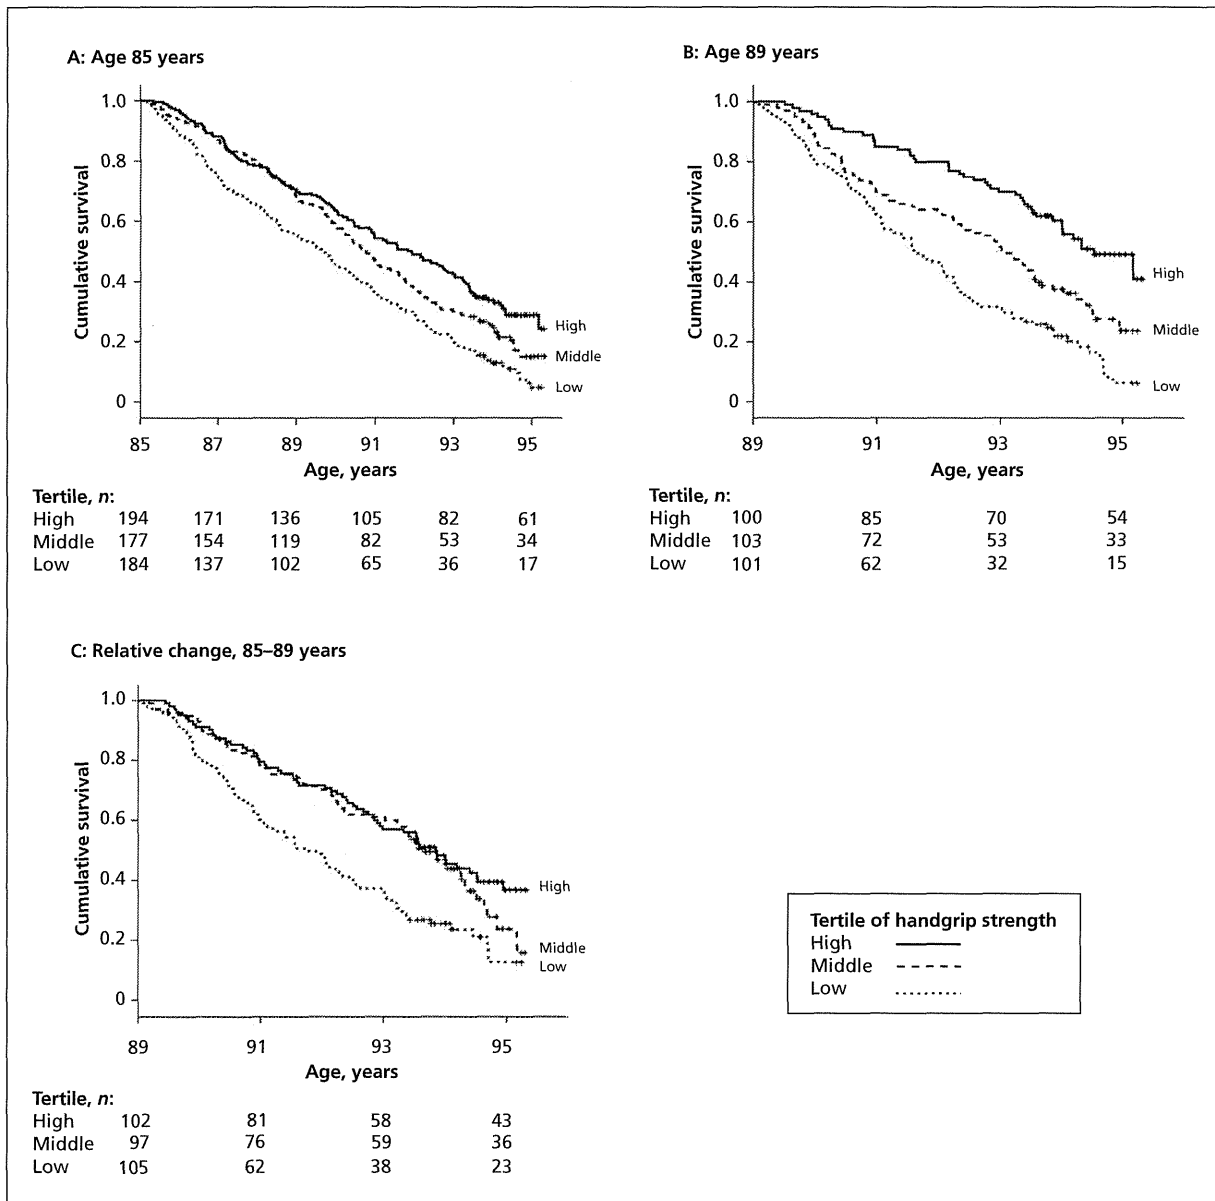 A: Age 85 years
1.0
0.8
0.6
0.4
0.2
0
Cumulative survival
High
Middle
Low
85 87 89 91 93 95
Age, years
Tertile, n:
High 194 171 136 105 82 61
Middle 177 154 119 82 53 34
Low 184 137 102 65 36 17
B: Age 89 years
1.0
0.8
0.6
0.4
0.2
0
Cumulative survival
High
Middle
Low
89 91 93 95
Age, years
Tertile, n:
High 100 85 70 54
Middle 103 72 53 33
Low 101 62 32 15
C: Relative change, 85–89 years
1.0
0.8
0.6
0.4
0.2
0
Cumulative survival
High
Middle
Low
89 91 93 95
Age, years
Tertile, n:
High 102 81 58 43
Middle 97 76 59 36
Low 105 62 38 23
Tertile of handgrip strength
High
Middle
Low